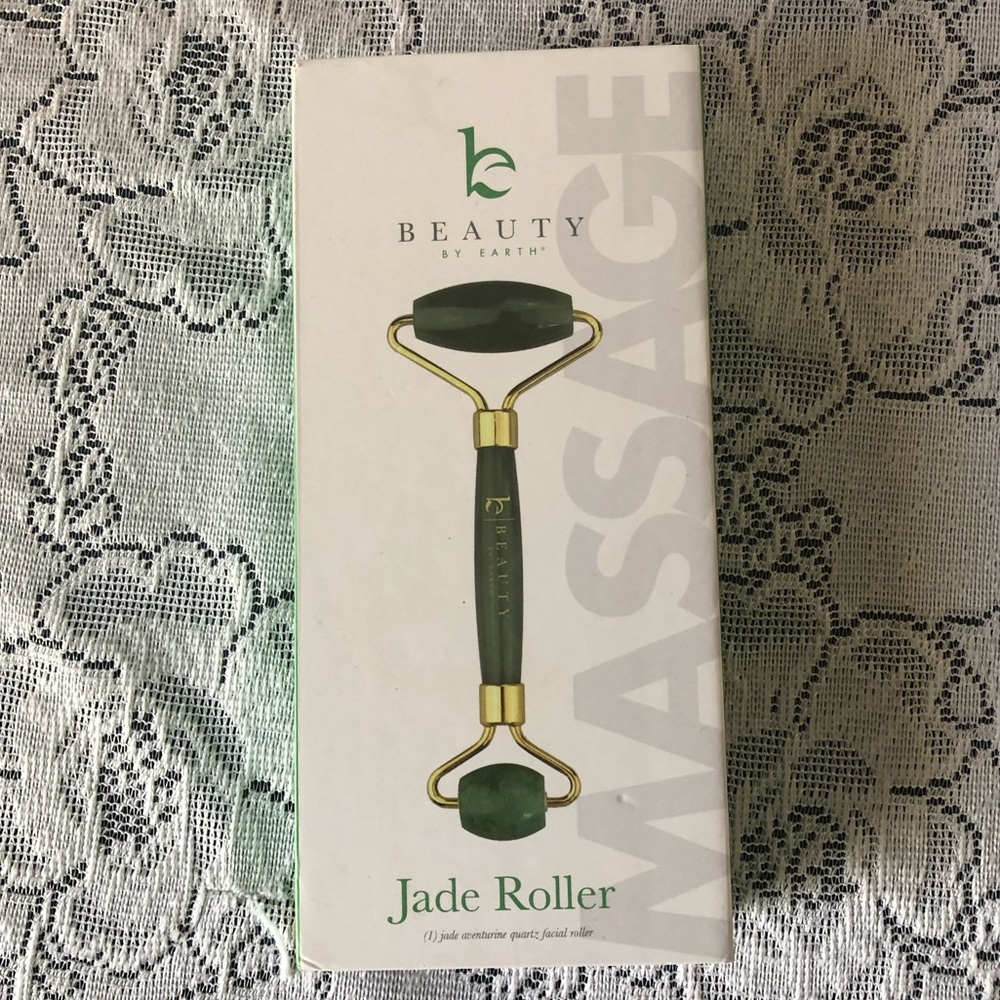 BEAUTY
BY EARTH®
MASSAGE
BEAUTY
Jade Roller
(1) jade aventurine quartz facial roller